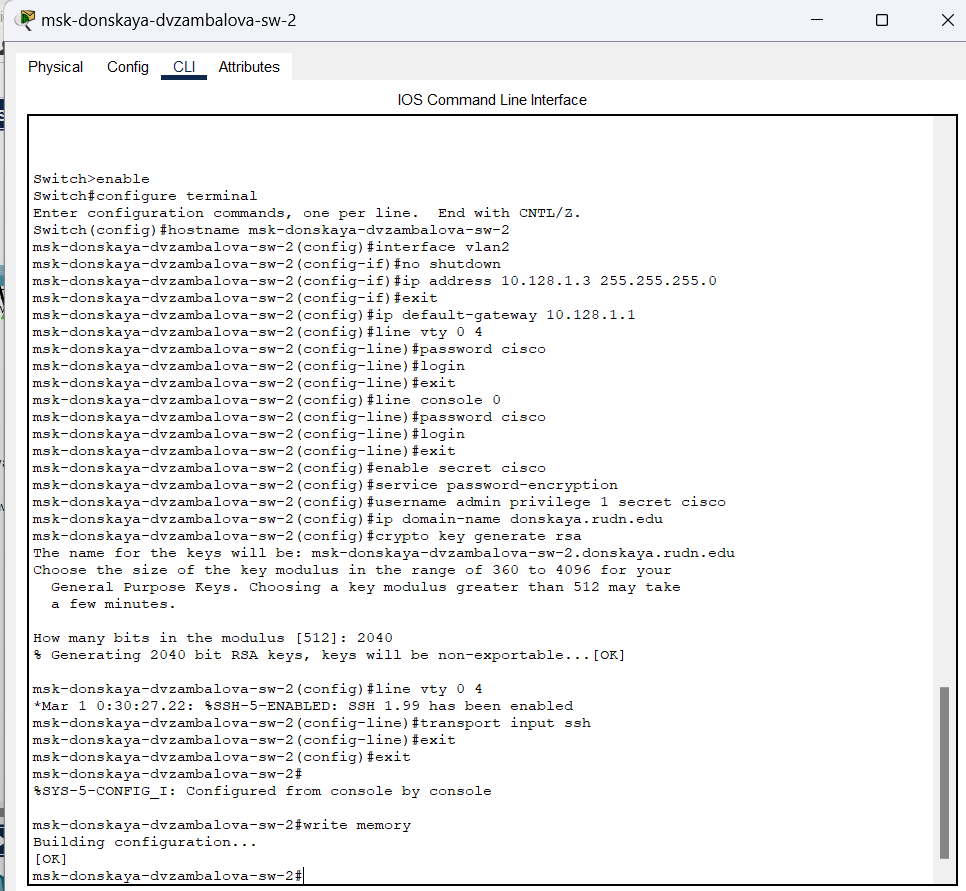 msk-donskaya-dvzambalova-sw-2
Physical Config CLI Attributes
IOS Command Line Interface
Switch>enable
Switch#configure terminal
Enter configuration commands, one per line.  End with CNTL/Z.
Switch(config)#hostname msk-donskaya-dvzambalova-sw-2
msk-donskaya-dvzambalova-sw-2(config)#interface vlan2
msk-donskaya-dvzambalova-sw-2(config-if)#no shutdown
msk-donskaya-dvzambalova-sw-2(config-if)#ip address 10.128.1.3 255.255.255.0
msk-donskaya-dvzambalova-sw-2(config-if)#exit
msk-donskaya-dvzambalova-sw-2(config)#ip default-gateway 10.128.1.1
msk-donskaya-dvzambalova-sw-2(config)#line vty 0 4
msk-donskaya-dvzambalova-sw-2(config-line)#password cisco
msk-donskaya-dvzambalova-sw-2(config-line)#login
msk-donskaya-dvzambalova-sw-2(config-line)#exit
msk-donskaya-dvzambalova-sw-2(config)#line console 0
msk-donskaya-dvzambalova-sw-2(config-line)#password cisco
msk-donskaya-dvzambalova-sw-2(config-line)#login
msk-donskaya-dvzambalova-sw-2(config-line)#exit
msk-donskaya-dvzambalova-sw-2(config)#enable secret cisco
msk-donskaya-dvzambalova-sw-2(config)#service password-encryption
msk-donskaya-dvzambalova-sw-2(config)#username admin privilege 1 secret cisco
msk-donskaya-dvzambalova-sw-2(config)#ip domain-name donskaya.rudn.edu
msk-donskaya-dvzambalova-sw-2(config)#crypto key generate rsa
The name for the keys will be: msk-donskaya-dvzambalova-sw-2.donskaya.rudn.edu
Choose the size of the key modulus in the range of 360 to 4096 for your
  General Purpose Keys. Choosing a key modulus greater than 512 may take
  a few minutes.
How many bits in the modulus [512]: 2040
% Generating 2040 bit RSA keys, keys will be non-exportable...[OK]
msk-donskaya-dvzambalova-sw-2(config)#line vty 0 4
*Mar 1 0:30:27.22: %SSH-5-ENABLED: SSH 1.99 has been enabled
msk-donskaya-dvzambalova-sw-2(config-line)#transport input ssh
msk-donskaya-dvzambalova-sw-2(config-line)#exit
msk-donskaya-dvzambalova-sw-2(config)#exit
msk-donskaya-dvzambalova-sw-2#
%SYS-5-CONFIG_I: Configured from console by console
msk-donskaya-dvzambalova-sw-2#write memory
Building configuration...
[OK]
msk-donskaya-dvzambalova-sw-2#